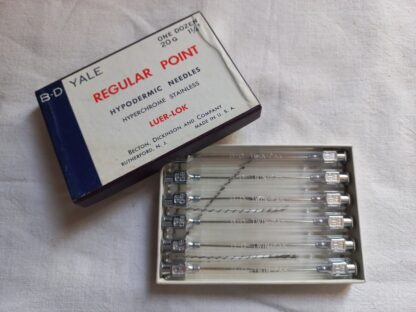 B-D YALE
ONE DOZEN
20 G 1½"
REGULAR POINT
HYPODERMIC NEEDLES
HYPERCHROME STAINLESS
LUER-LOK
BECTON, DICKINSON AND COMPANY
RUTHERFORD, N. J. MADE IN U. S. A.